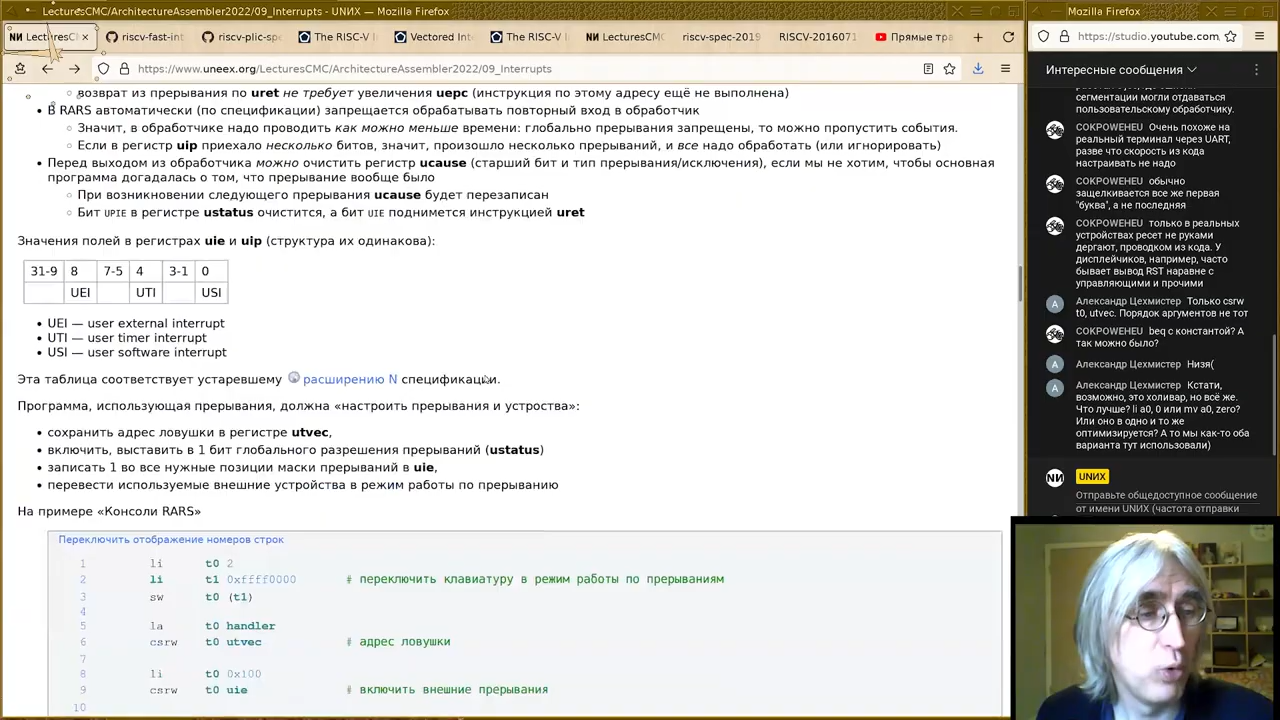 LecturesCMC/ArchitectureAssembler2022/09_Interrupts - UNИX — Mozilla Firefox
LecturesC
riscv-fast-int
riscv-plic-spe
The RISC-V I
Vectored Inte
The RISC-V I
LecturesCMC
riscv-spec-2019
RISCV-2016071
Прямые тра
https://www.uneex.org/LecturesCMC/ArchitectureAssembler2022/09_Interrupts
возврат из прерывания по uret не требует увеличения uepc (инструкция по этому адресу ещё не выполнена)
В RARS автоматически (по спецификации) запрещается обрабатывать повторный вход в обработчик
Значит, в обработчике надо проводить как можно меньше времени: глобально прерывания запрещены, то можно пропустить события.
Если в регистр uip приехало несколько битов, значит, произошло несколько прерываний, и все надо обработать (или игнорировать)
Перед выходом из обработчика можно очистить регистр ucause (старший бит и тип прерывания/исключения), если мы не хотим, чтобы основная
программа догадалась о том, что прерывание вообще было
При возникновении следующего прерывания ucause будет перезаписан
Бит UPIE в регистре ustatus очистится, а бит UIE поднимется инструкцией uret
Значения полей в регистрах uie и uip (структура их одинакова):
31-9 8 7-5 4 3-1 0
UEI UTI USI
UEI — user external interrupt
UTI — user timer interrupt
USI — user software interrupt
Эта таблица соответствует устаревшему расширению N спецификации.
Программа, использующая прерывания, должна «настроить прерывания и устроства»:
сохранить адрес ловушки в регистре utvec,
включить, выставить в 1 бит глобального разрешения прерываний (ustatus)
записать 1 во все нужные позиции маски прерываний в uie,
перевести используемые внешние устройства в режим работы по прерыванию
На примере «Консоли RARS»
Переключить отображение номеров строк
1 li t0 2
2 li t1 0xffff0000 # переключить клавиатуру в режим работы по прерываниям
3 sw t0 (t1)
4
5 la t0 handler
6 csrw t0 utvec # адрес ловушки
7
8 li t0 0x100
9 csrw t0 uie # включить внешние прерывания
10
Mozilla Firefox
https://studio.youtube.com
Интересные сообщения
сегментации могли отдаваться
пользовательскому обработчику.
COKPOWEHEU Очень похоже на
реальный терминал через UART,
разве что скорость из кода
настраивать не надо
COKPOWEHEU обычно
защелкивается все же первая
"буква", а не последняя
COKPOWEHEU только в реальных
устройствах ресет не руками
дергают, проводком из кода. У
дисплейчиков, например, часто
бывает вывод RST наравне с
управляющими и прочими
А Александр Цехмистер Только csrw
t0, utvec. Порядок аргументов не тот
COKPOWEHEU beq с константой? А
так можно было?
А Александр Цехмистер Низя(
А Александр Цехмистер Кстати,
возможно, это холивар, но всё же.
Что лучше? li a0, 0 или mv a0, zero?
Или оно в одно и то же
оптимизируется? А то мы как-то оба
варианта тут использовали)
NИ UNИX
Отправьте общедоступное сообщение
от имени UNИX (частота отправки